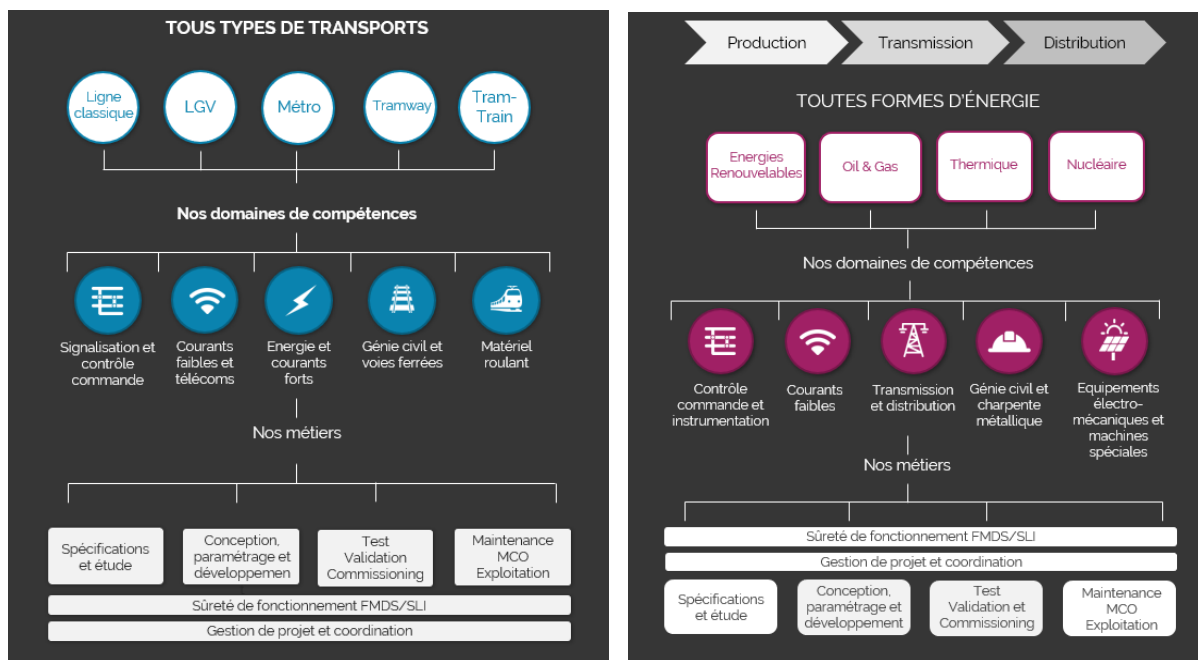 TOUS TYPES DE TRANSPORTS
Ligne
classique
LGV
Métro
Tramway
Tram-
Train
Nos domaines de compétences
Signalisation et
contrôle
commande
Courants
faibles et
télécoms
Energie et
courants
forts
Génie civil et
voies ferrées
Matériel
roulant
Nos métiers
Spécifications
et étude
Conception,
paramétrage et
développemen
Test
Validation
Commissioning
Maintenance
MCO
Exploitation
Sûreté de fonctionnement FMDS/SLI
Gestion de projet et coordination
Production
Transmission
Distribution
TOUTES FORMES D'ÉNERGIE
Energies
Renouvelables
Oil & Gas
Thermique
Nucléaire
Nos domaines de compétences
Contrôle
commande et
instrumentation
Courants
faibles
Transmission
et distribution
Génie civil et
charpente
métallique
Equipements
électro-
mécaniques et
machines
spéciales
Nos métiers
Sûreté de fonctionnement FMDS/SLI
Gestion de projet et coordination
Spécifications
et étude
Conception,
paramétrage et
développement
Test
Validation et
Commissioning
Maintenance
MCO
Exploitation